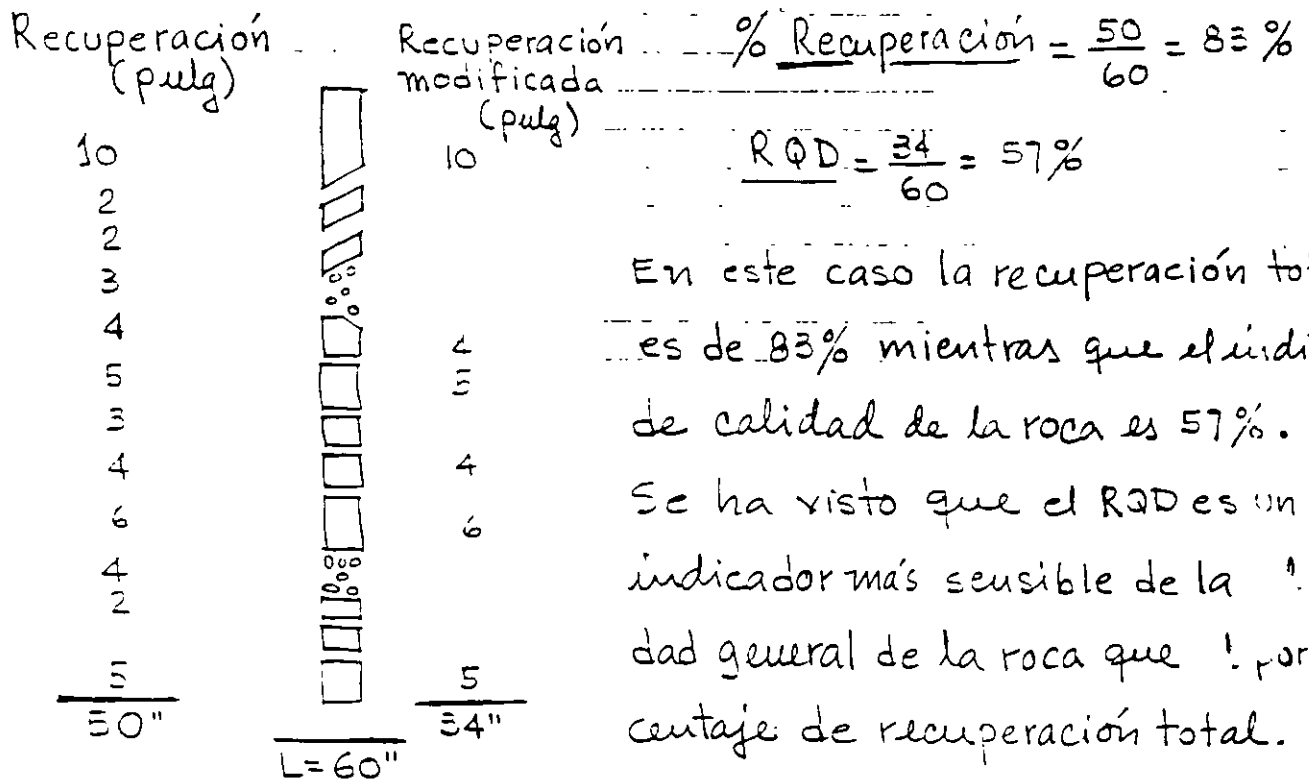 Recuperación
(pulg)
10
2
2
3
4
5
3
4
6
4
2
5
50"
L=60"
Recuperación
modificada
(pulg)
10
4
5
4
6
5
34"
% Recuperación = 50/60 = 83 %
RQD = 34/60 = 57%
En este caso la recuperación to
es de 83% mientras que el indi
de calidad de la roca es 57%.
Se ha visto que el RQD es un
indicador más sensible de la
dad general de la roca que por
centaje de recuperación total.